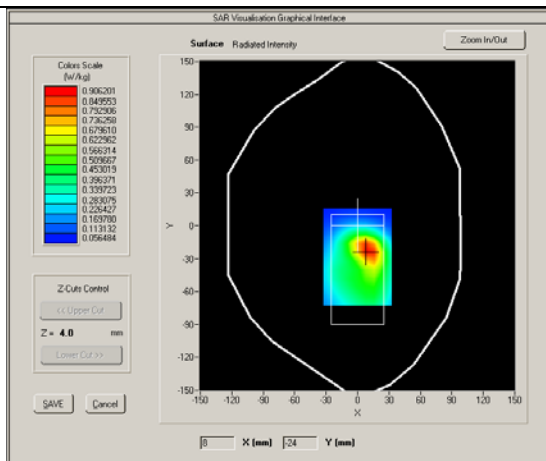 SAR Visualisation Graphical Interface
Surface Radiated Intensity
Zoom In/Out
Colors Scale
(W/kg)
0.906201
0.849553
0.792906
0.736258
0.679610
0.622962
0.566314
0.509667
0.453019
0.396371
0.339723
0.283075
0.226427
0.169780
0.113132
0.056484
Z-Cuts Control
<< Upper Cut
Z = 4.0 mm
Lower Cut >>
SAVE Cancel
150-
120-
90-
60-
30-
Y
0-
-30-
-60-
-90-
-120-
-150-
-150 -120 -90 -60 -30 0 30 60 90 120 150
X
8 X (mm) -24 Y (mm)